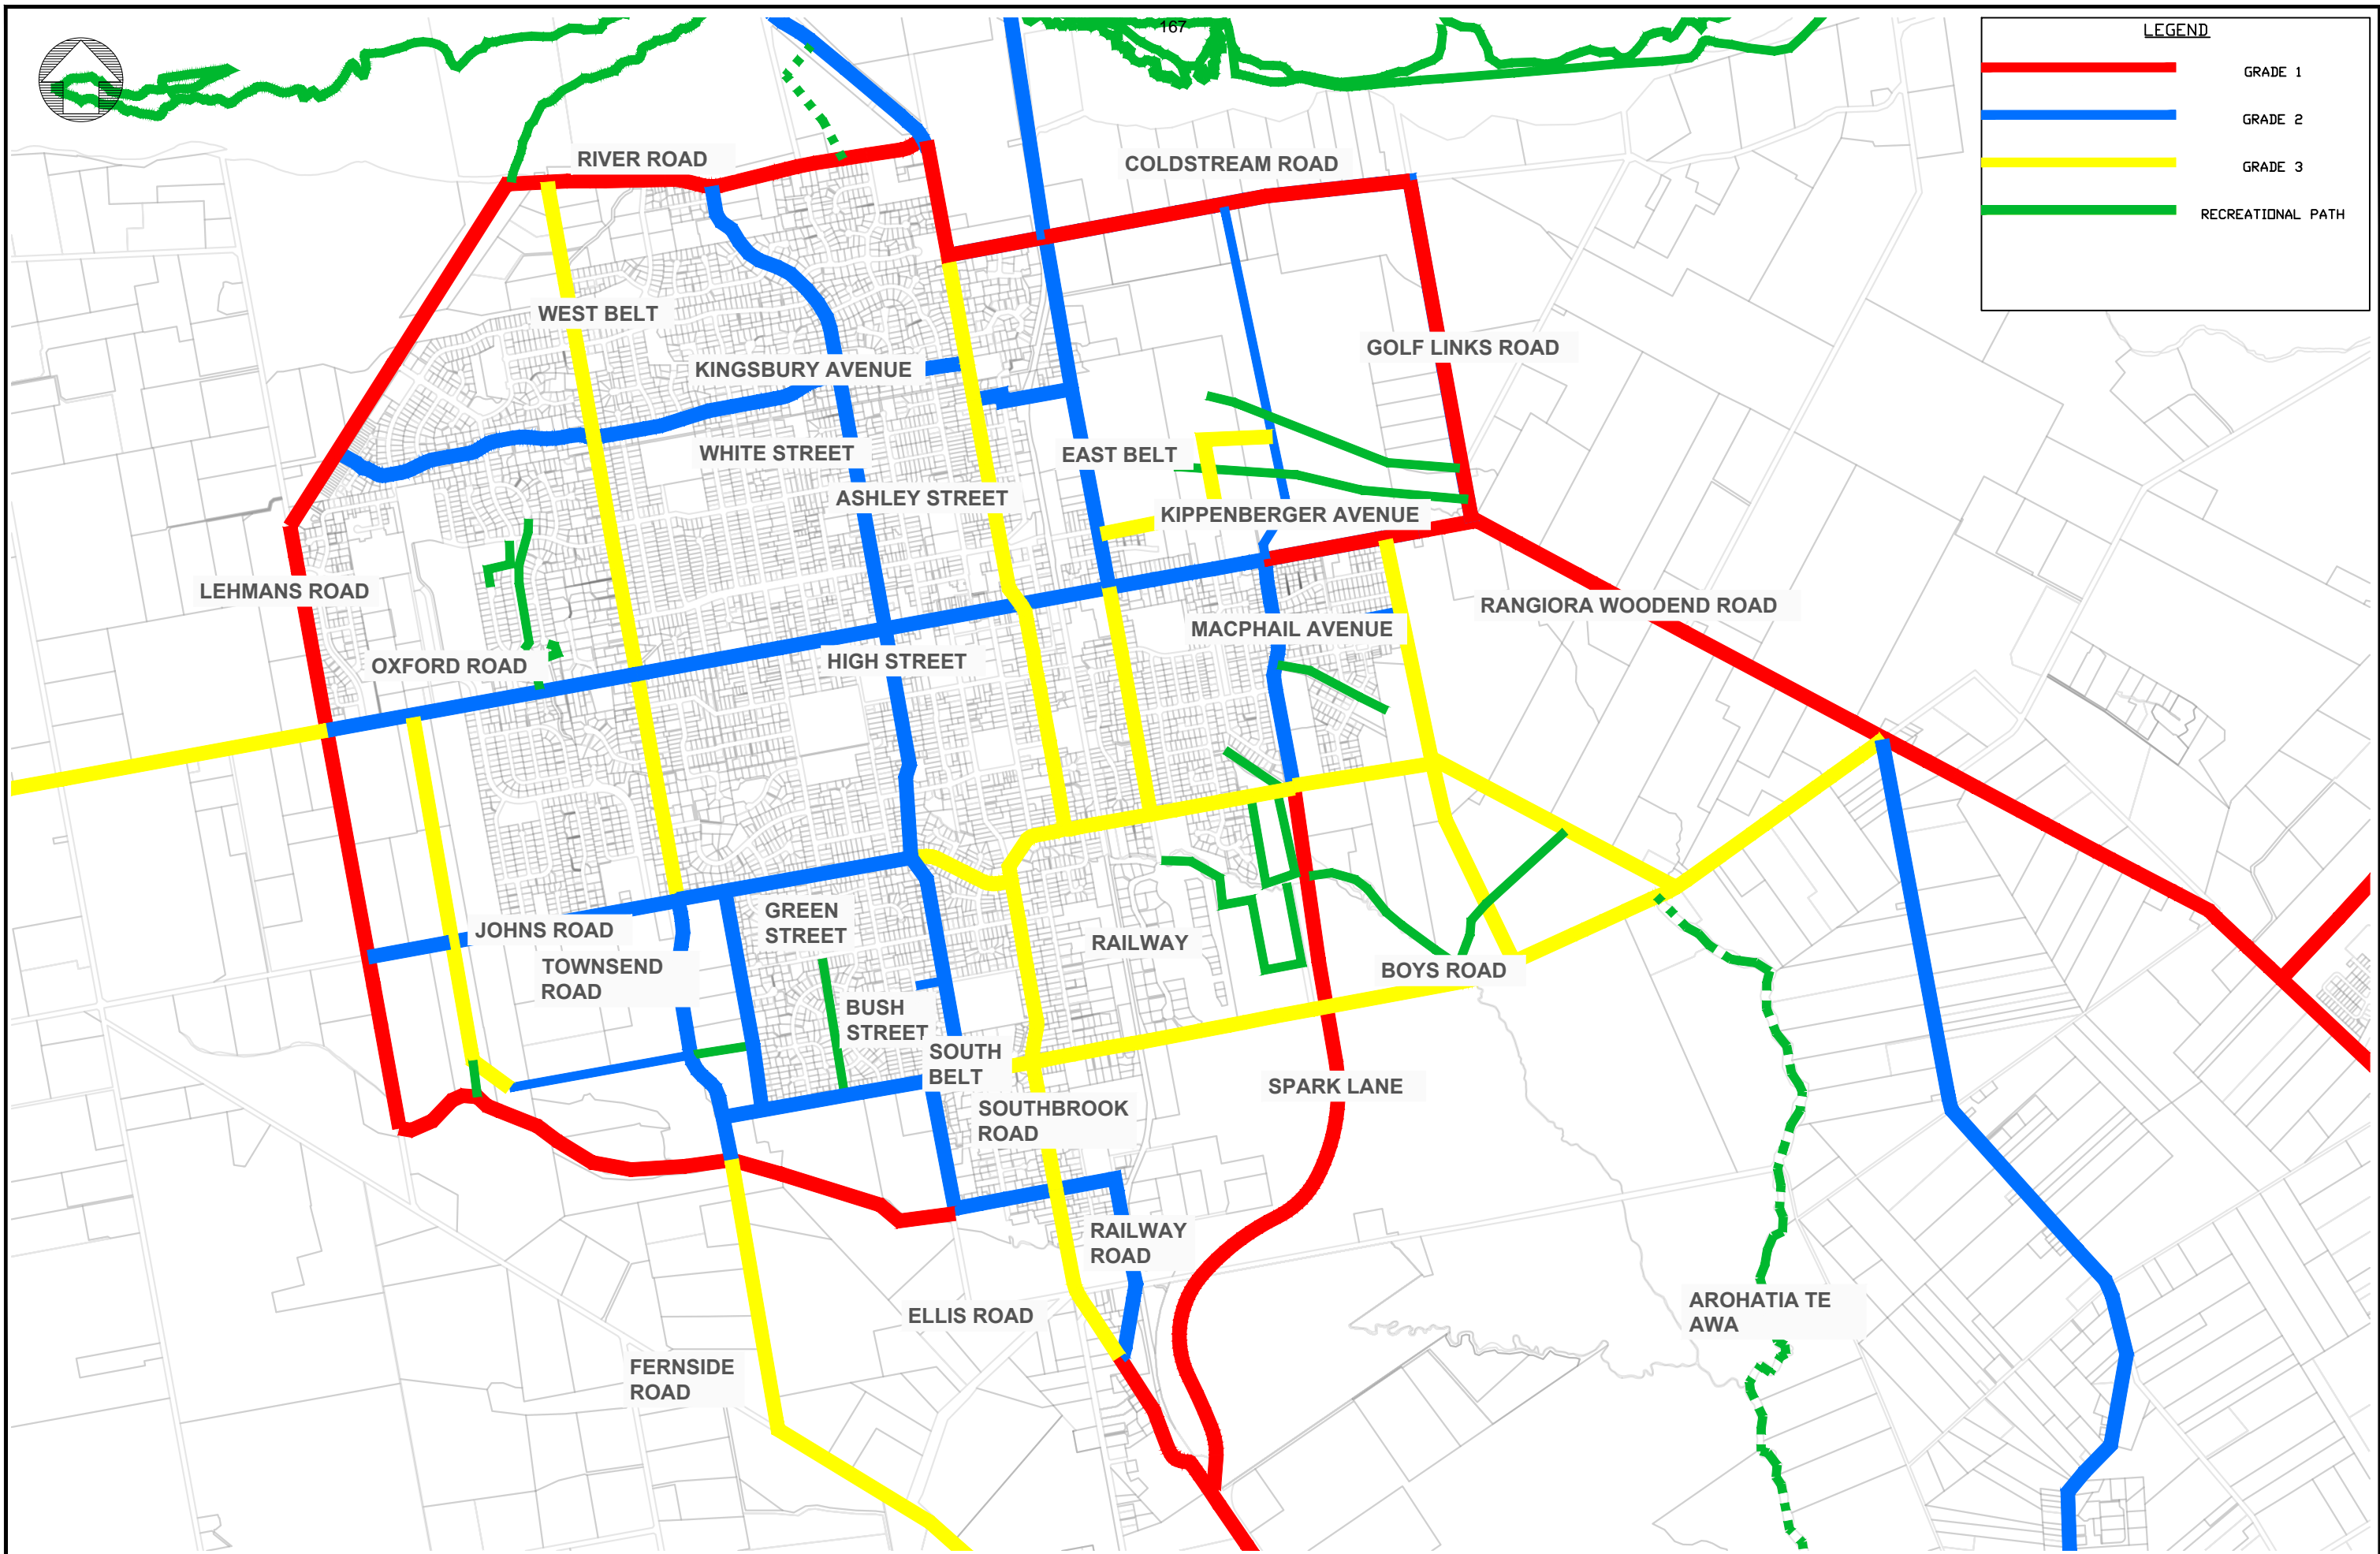 167
LEGEND
GRADE 1
GRADE 2
GRADE 3
RECREATIONAL PATH
RIVER ROAD
COLDSTREAM ROAD
WEST BELT
GOLF LINKS ROAD
KINGSBURY AVENUE
WHITE STREET
EAST BELT
ASHLEY STREET
KIPPENBERGER AVENUE
LEHMANS ROAD
RANGIORA WOODEND ROAD
MACPHAIL AVENUE
OXFORD ROAD
HIGH STREET
GREEN
STREET
JOHNS ROAD
RAILWAY
TOWNSEND
ROAD
BOYS ROAD
BUSH
STREET
SOUTH
BELT
SPARK LANE
SOUTHBROOK
ROAD
RAILWAY
ROAD
ELLIS ROAD
AROHATIA TE
AWA
FERNSIDE
ROAD